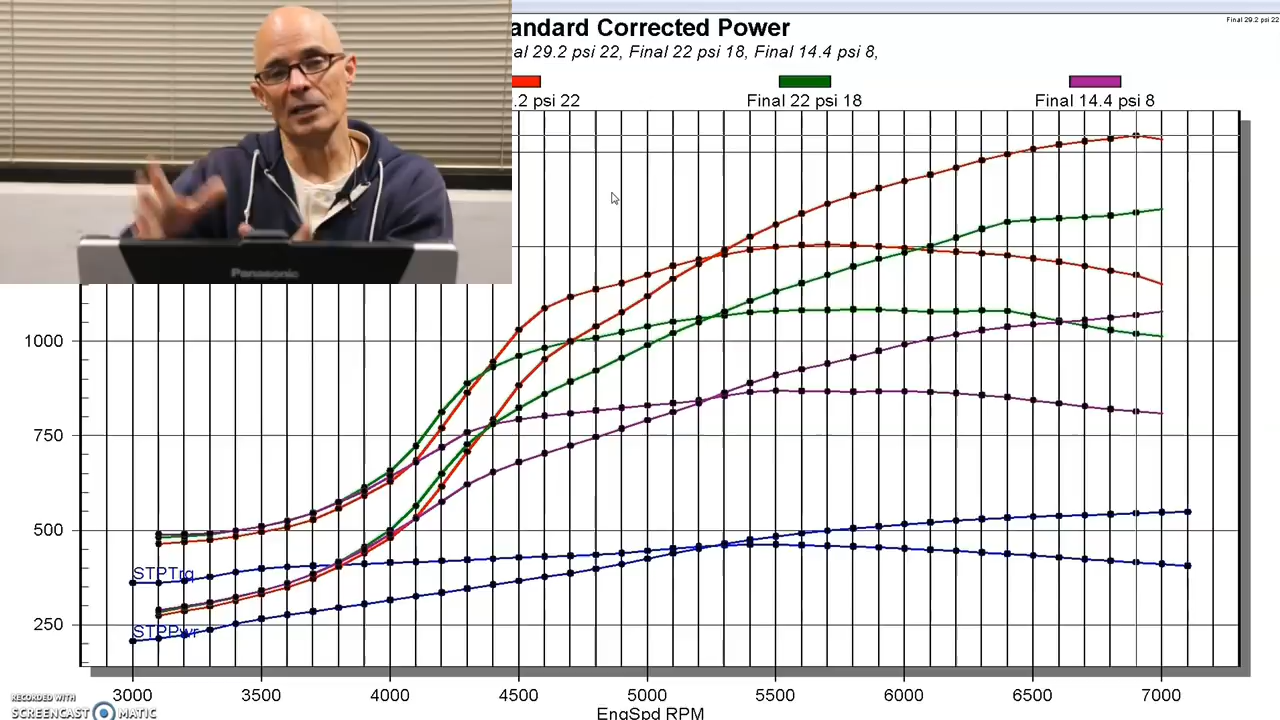 Final 29.2 psi 22
andard Corrected Power
al 29.2 psi 22, Final 22 psi 18, Final 14.4 psi 8,
.2 psi 22
Final 22 psi 18
Final 14.4 psi 8
Panasonic
1000
750
500
250
STPTrq
STPPwr
3000 3500 4000 4500 5000 5500 6000 6500 7000
EngSpd RPM
RECORDED WITH
SCREENCAST MATIC